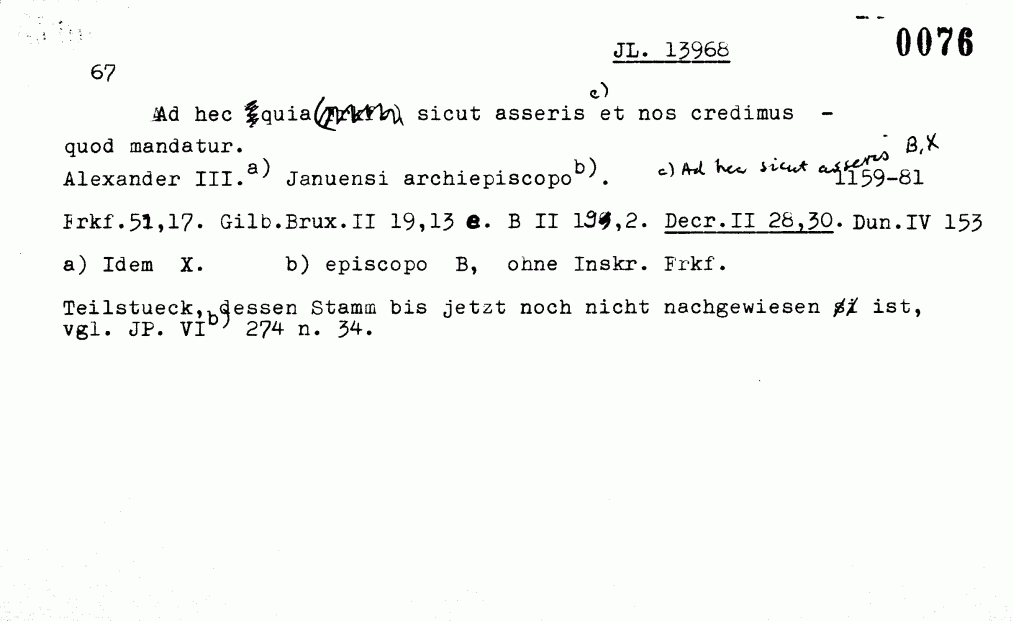 JL. 13968
0076
67
Ad hec quia sicut asseris c) et nos credimus -
quod mandatur.
Alexander III.a) Januensi archiepiscopo b). c) Ad hec sicut asseris B,X
1159-81
Frkf.51,17. Gilb.Brux.II 19,13 e. B II ,2. Decr.II 28,30. Dun.IV 153
a) Idem X. b) episcopo B, ohne Inskr. Frkf.
Teilstueck, dessen Stamm bis jetzt noch nicht nachgewiesen ist,
vgl. JP. VI b) 274 n. 34.